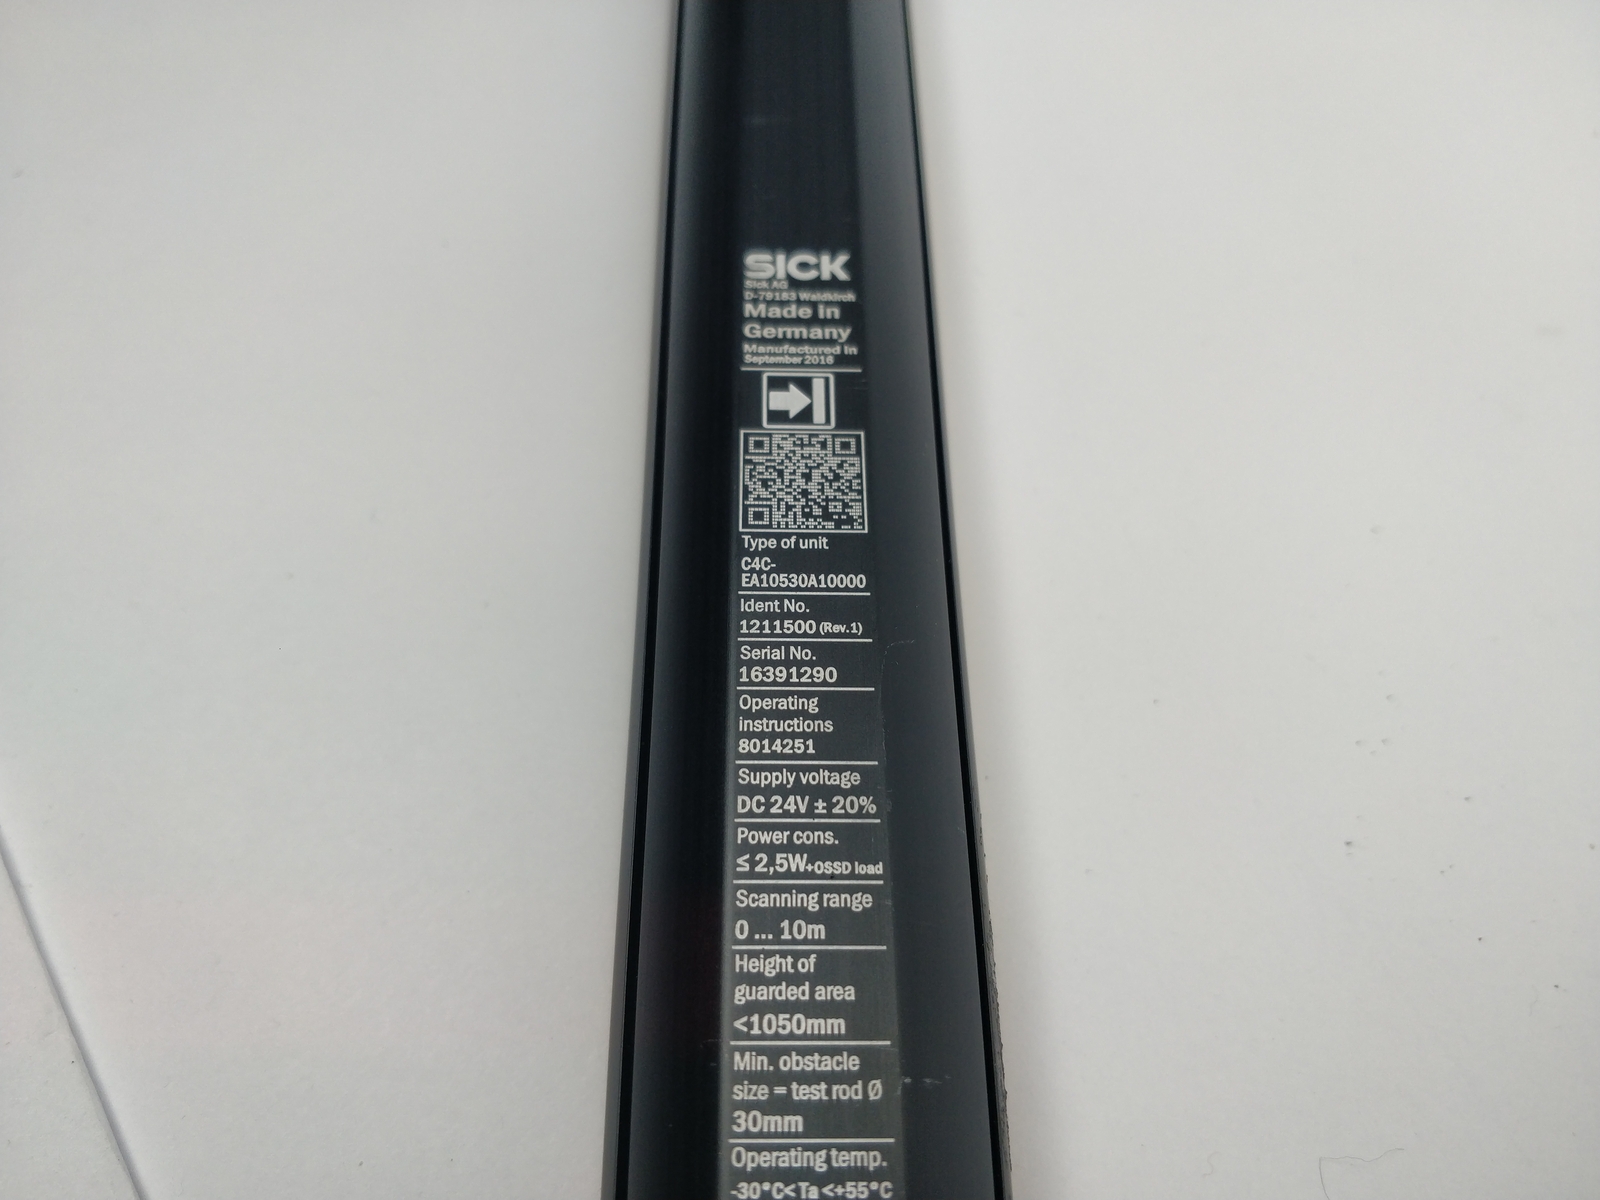 SICK
Sick AG
D-79183 Waldkirch
Made in
Germany
Manufactured in
September 2016
Type of unit
C4C-
EA10530A10000
Ident No.
1211500 (Rev.1)
Serial No.
16391290
Operating
instructions
8014251
Supply voltage
DC 24V ± 20%
Power cons.
≤ 2,5W+OSSD load
Scanning range
0 ... 10m
Height of
guarded area
<1050mm
Min. obstacle
size = test rod Ø
30mm
Operating temp.
-30°C<Ta<+55°C